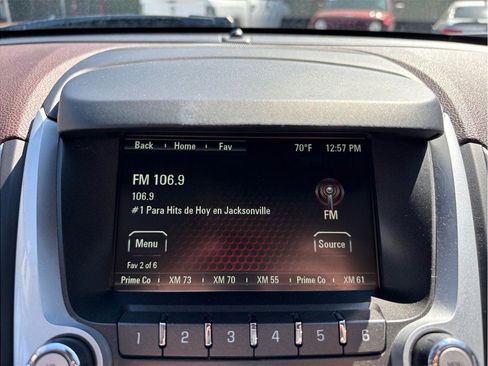 Back Home Fav 70°F 12:57 PM
FM 106.9
106.9
#1 Para Hits de Hoy en Jacksonville
FM
Menu Source
Fav 2 of 6
Prime Co XM 73 XM 70 XM 55 Prime Co XM 61
1 2 3 4 5 6